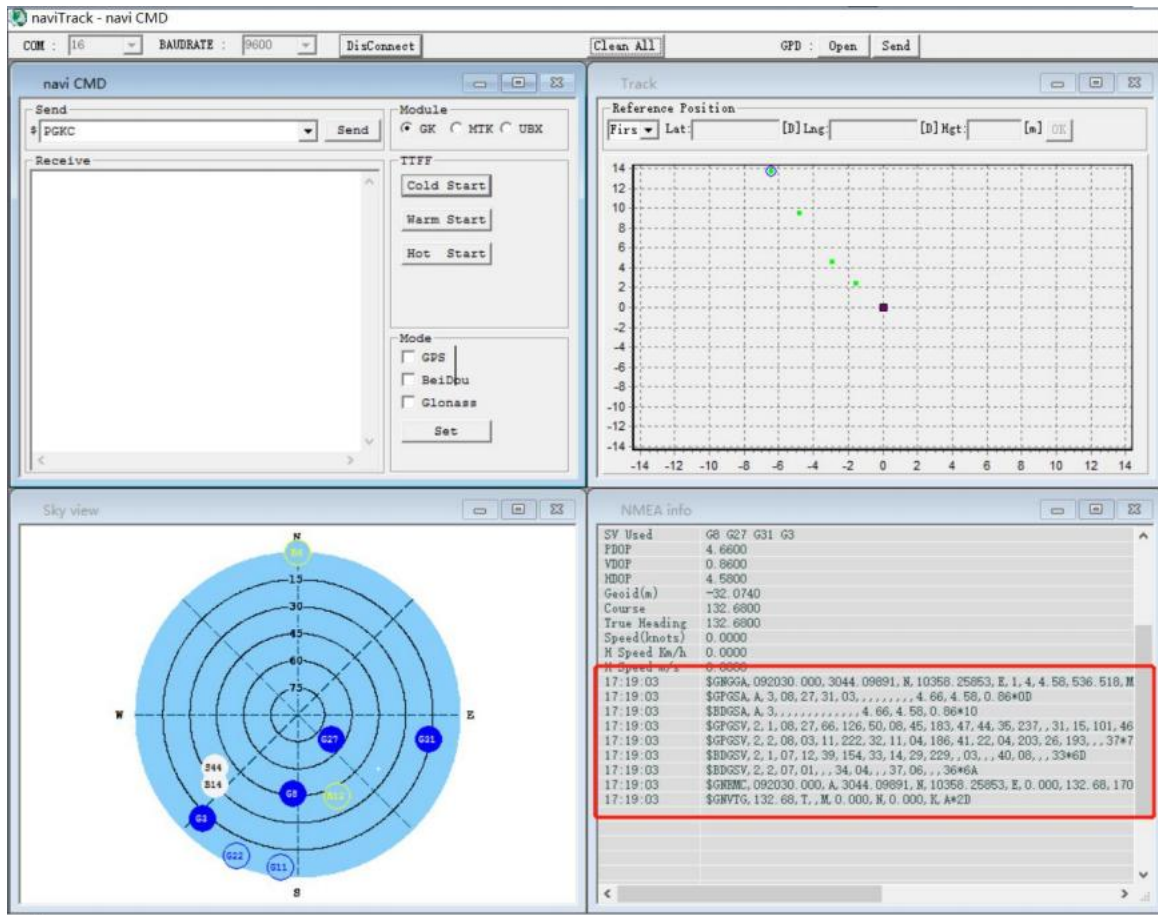 naviTrack - navi CMD
COM : 16 BAUDRATE : 9600 DisConnect Clean All GPD : Open Send
navi CMD
Send
$ PGKC Send
Module
GK MTK UBX
Receive
TTFF
Cold Start
Warm Start
Hot Start
Mode
GPS
BeiDou
Glonass
Set
Track
Reference Position
Firs Lat: [D] Lng: [D] Hgt: [m] OK
14
12
10
8
6
4
2
0
-2
-4
-6
-8
-10
-12
-14
-14 -12 -10 -8 -6 -4 -2 0 2 4 6 8 10 12 14
Sky view
N
15
30
45
60
75
W E
G27 G31
S44
B14
G8
G3
G22 G11
S
NMEA info
SV Used G8 G27 G31 G3
PDOP 4.6600
VDOP 0.8600
HDOP 4.5800
Geoid(m) -32.0740
Course 132.6800
True Heading 132.6800
Speed(knots) 0.0000
H Speed Km/h 0.0000
H Speed m/s 0.0000
17:19:03 $GNGGA,092030.000,3044.09891,N,10358.25853,E,1,4,4.58,536.518,M
17:19:03 $GPGSA,A,3,08,27,31,03,,,,,,,,,4.66,4.58,0.86*0D
17:19:03 $BDGSA,A,3,,,,,,,,,,,,,4.66,4.58,0.86*10
17:19:03 $GPGSV,2,1,08,27,66,126,50,08,45,183,47,44,35,237,,31,15,101,46
17:19:03 $GPGSV,2,2,08,03,11,222,32,11,04,186,41,22,04,203,26,193,,,37*7
17:19:03 $BDGSV,2,1,07,12,39,154,33,14,29,229,,03,,,40,08,,,33*6D
17:19:03 $BDGSV,2,2,07,01,,,34,04,,,37,06,,,36*6A
17:19:03 $GNRMC,092030.000,A,3044.09891,N,10358.25853,E,0.000,132.68,170
17:19:03 $GNVTG,132.68,T,,M,0.000,N,0.000,K,A*2D